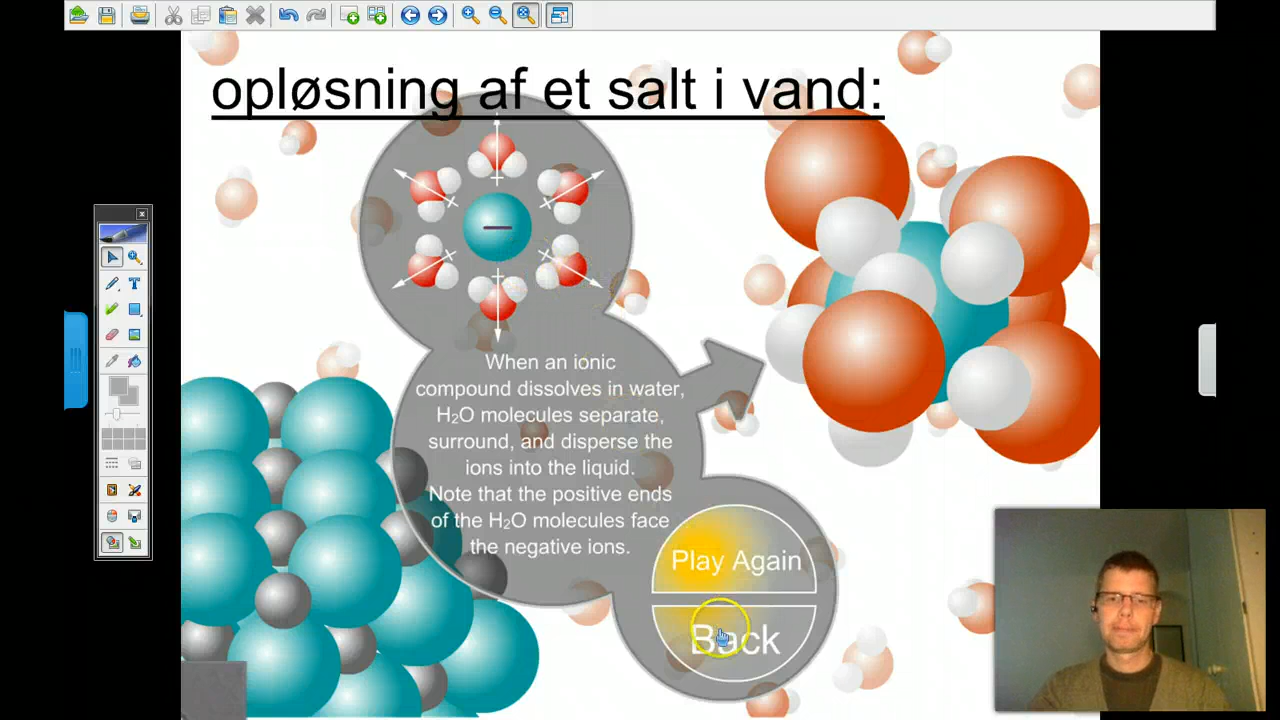 opløsning af et salt i vand:
When an ionic
compound dissolves in water,
H₂O molecules separate,
surround, and disperse the
ions into the liquid.
Note that the positive ends
of the H₂O molecules face
the negative ions.
Play Again
Back